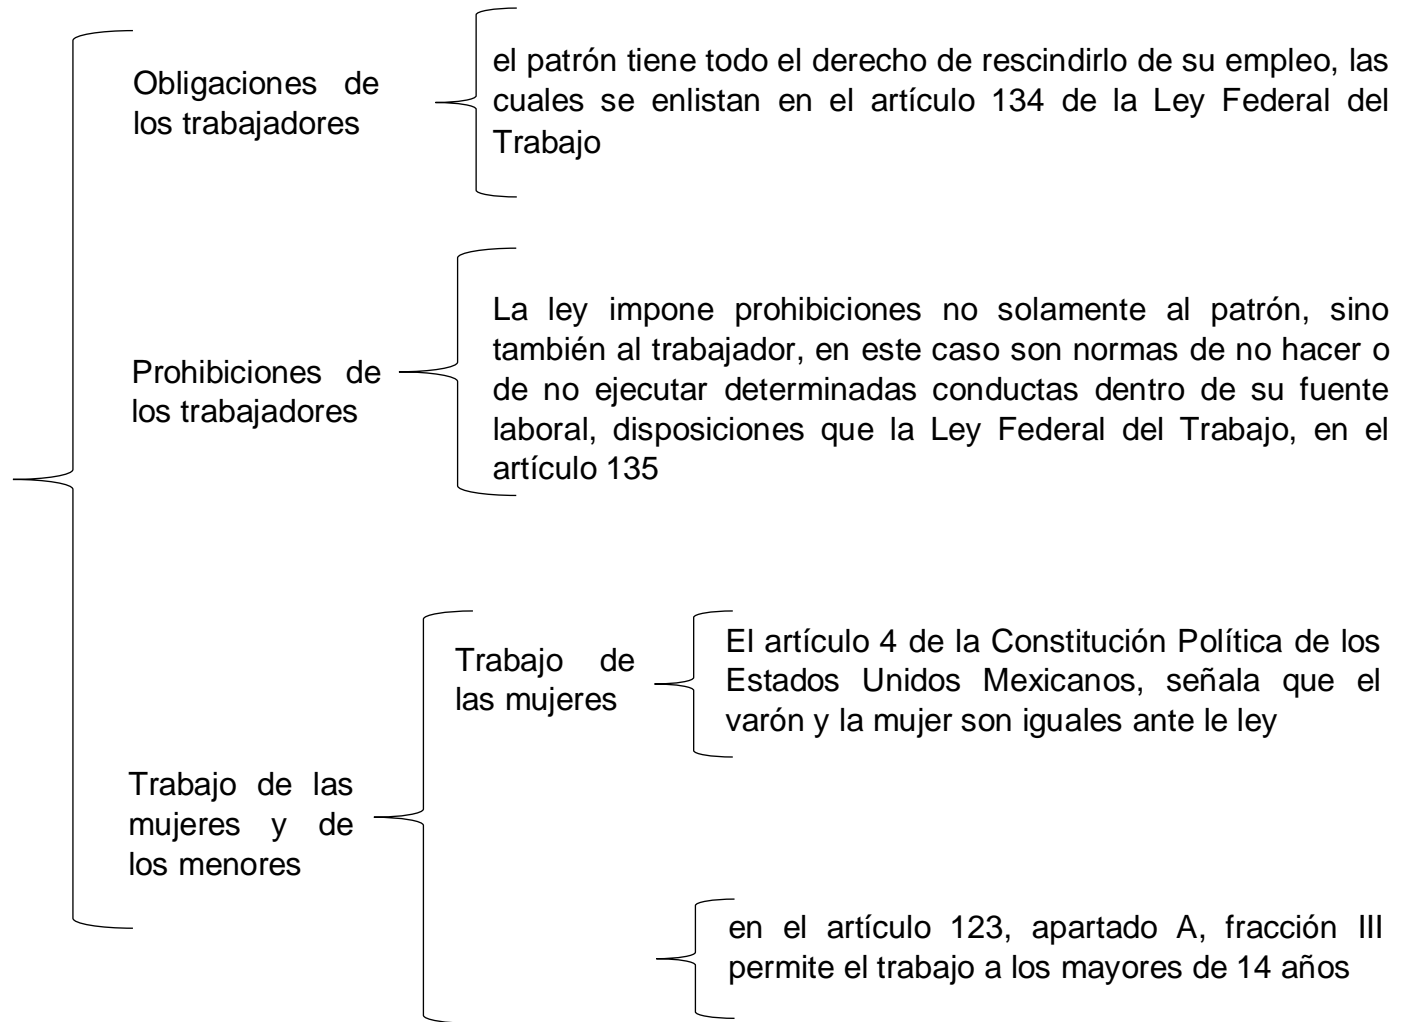 Obligaciones de
los trabajadores
el patrón tiene todo el derecho de rescindirlo de su empleo, las
cuales se enlistan en el artículo 134 de la Ley Federal del
Trabajo
Prohibiciones de
los trabajadores
La ley impone prohibiciones no solamente al patrón, sino
también al trabajador, en este caso son normas de no hacer o
de no ejecutar determinadas conductas dentro de su fuente
laboral, disposiciones que la Ley Federal del Trabajo, en el
artículo 135
Trabajo de las
mujeres y de
los menores
Trabajo de
las mujeres
El artículo 4 de la Constitución Política de los
Estados Unidos Mexicanos, señala que el
varón y la mujer son iguales ante le ley
en el artículo 123, apartado A, fracción III
permite el trabajo a los mayores de 14 años